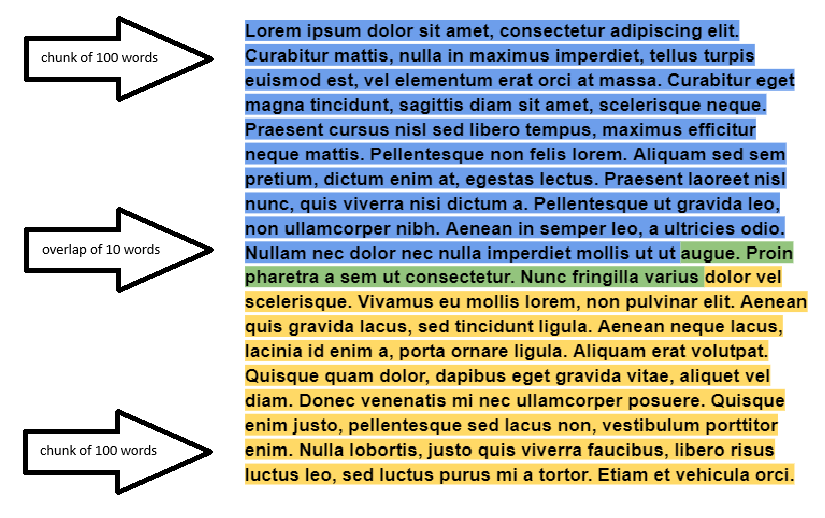 chunk of 100 words
overlap of 10 words
chunk of 100 words
Lorem ipsum dolor sit amet, consectetur adipiscing elit.
Curabitur mattis, nulla in maximus imperdiet, tellus turpis
euismod est, vel elementum erat orci at massa. Curabitur eget
magna tincidunt, sagittis diam sit amet, scelerisque neque.
Praesent cursus nisl sed libero tempus, maximus efficitur
neque mattis. Pellentesque non felis lorem. Aliquam sed sem
pretium, dictum enim at, egestas lectus. Praesent laoreet nisl
nunc, quis viverra nisi dictum a. Pellentesque ut gravida leo,
non ullamcorper nibh. Aenean in semper leo, a ultricies odio.
Nullam nec dolor nec nulla imperdiet mollis ut ut augue. Proin
pharetra a sem ut consectetur. Nunc fringilla varius dolor vel
scelerisque. Vivamus eu mollis lorem, non pulvinar elit. Aenean
quis gravida lacus, sed tincidunt ligula. Aenean neque lacus,
lacinia id enim a, porta ornare ligula. Aliquam erat volutpat.
Quisque quam dolor, dapibus eget gravida vitae, aliquet vel
diam. Donec venenatis mi nec ullamcorper posuere. Quisque
enim justo, pellentesque sed lacus non, vestibulum porttitor
enim. Nulla lobortis, justo quis viverra faucibus, libero risus
luctus leo, sed luctus purus mi a tortor. Etiam et vehicula orci.